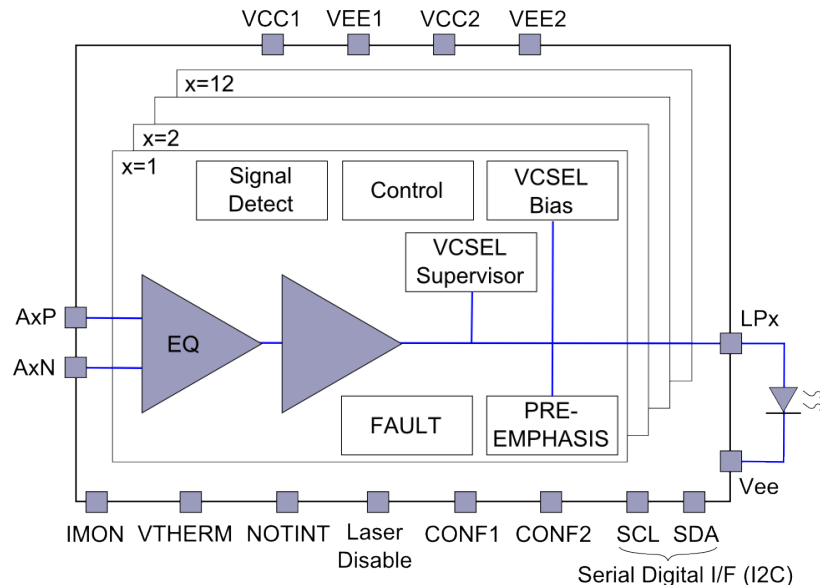 VCC1 VEE1 VCC2 VEE2
x=12
x=2
x=1
Signal
Detect
Control
VCSEL
Bias
VCSEL
Supervisor
AxP
AxN
EQ
LPx
FAULT
PRE-
EMPHASIS
Vee
IMON VTHERM NOTINT Laser
Disable CONF1 CONF2 SCL SDA
Serial Digital I/F (I2C)